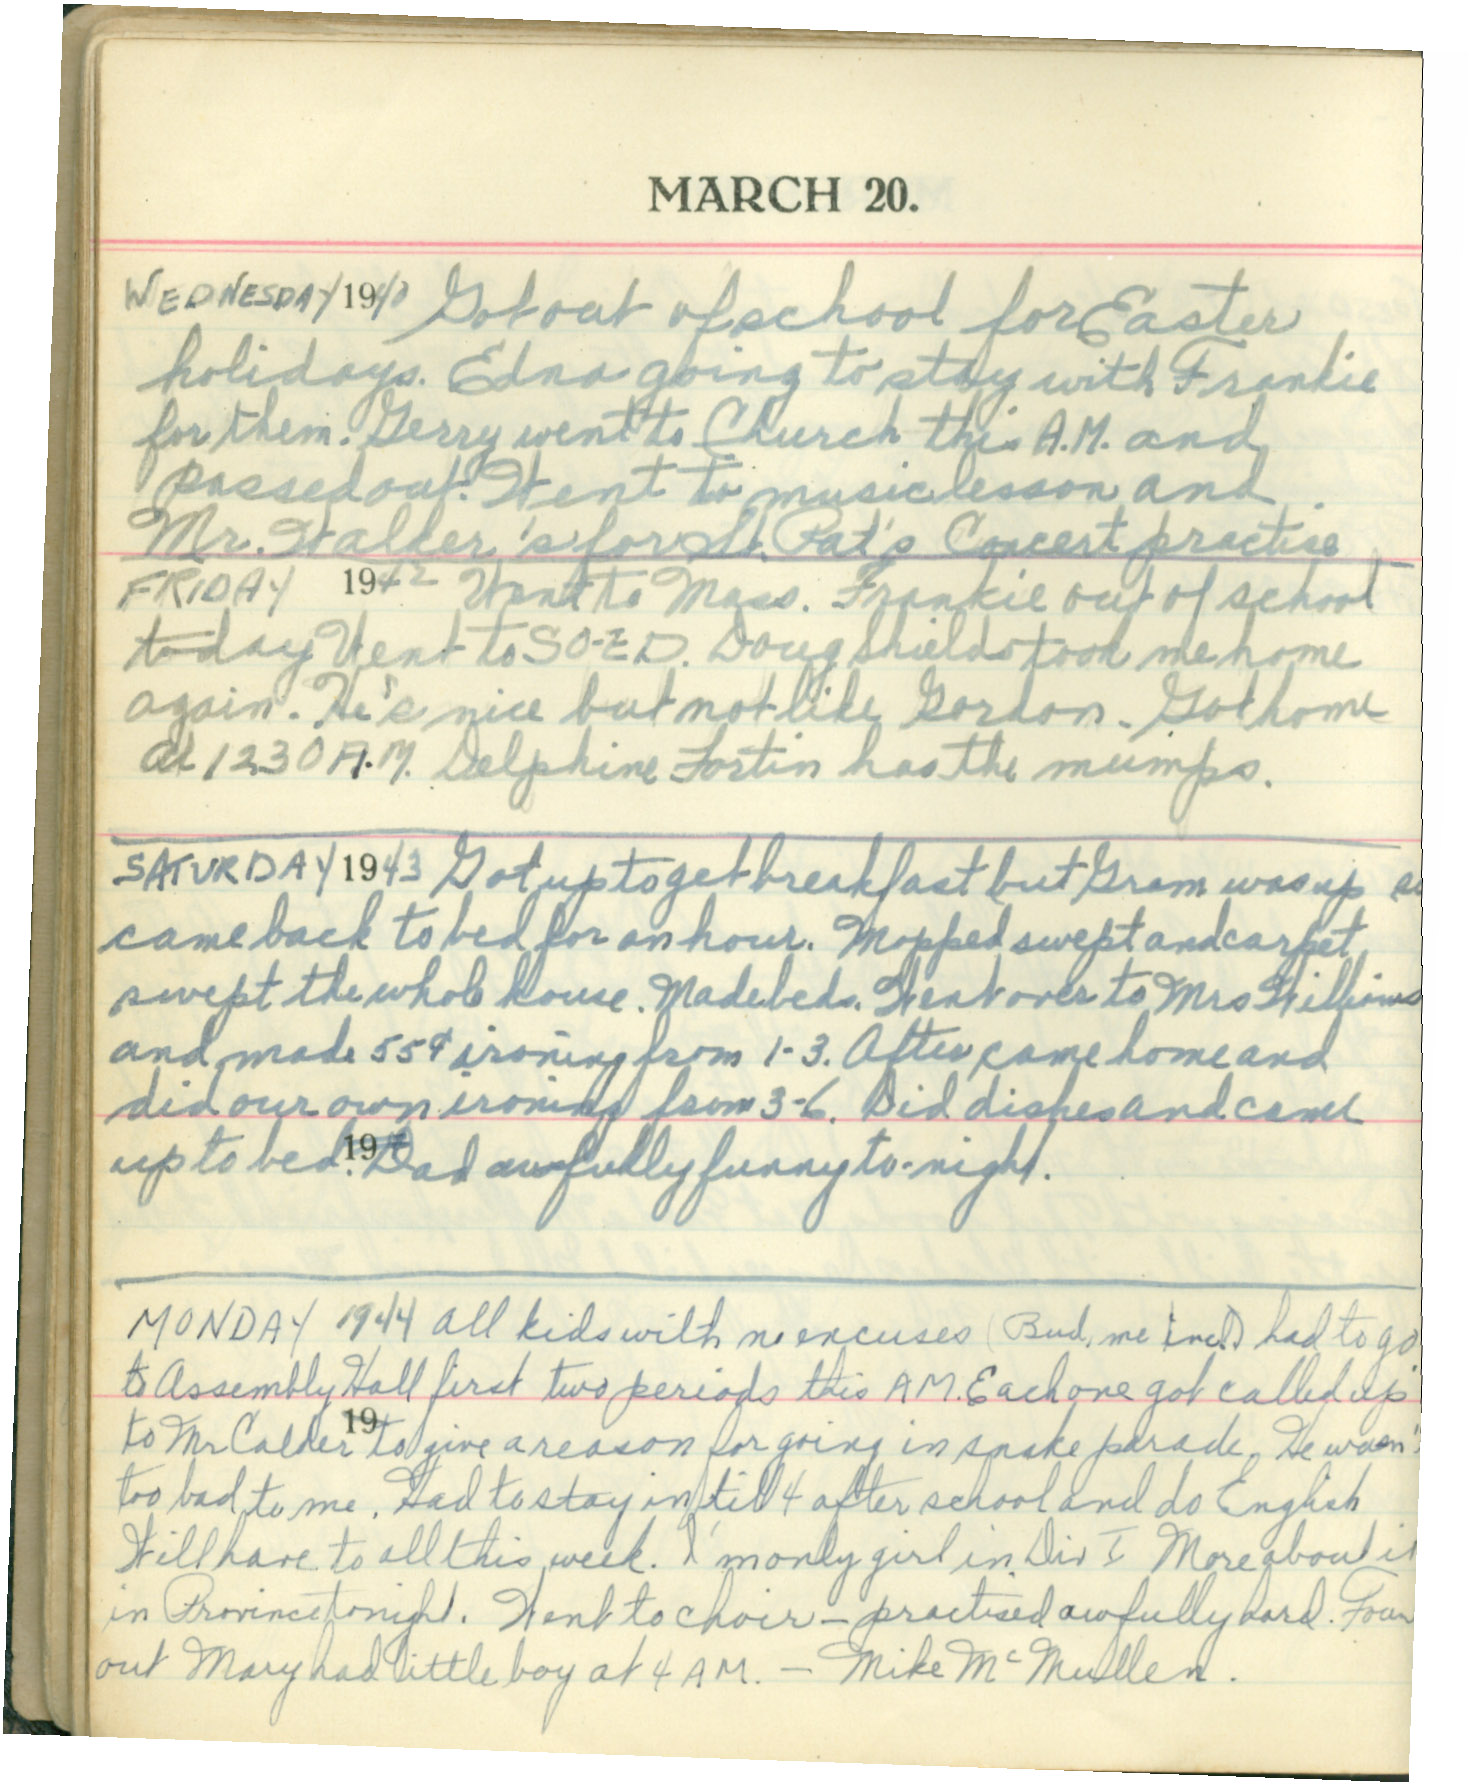 MARCH 20.
WEDNESDAY 1940 Got out of school for Easter
holidays. Edna going to stay with Frankie
for them. Gerry went to Church this A.M. and
passed out. Went to music lesson and
Mr. Walker's for St. Pat's Concert practise
FRIDAY 1942 Went to Mass. Frankie out of school
to-day Went to SO-ED. Doug Shields took me home
again. He's nice but not like Gordon. Got home
at 1230 A.M. Delphine Fortin has the mumps.
SATURDAY 1943 Got up to get breakfast but Gram was up so
came back to bed for an hour. Mopped swept and carpet
swept the whole house. Made beds. Went over to Mrs Williams
and made 55¢ ironing from 1-3. After came home and
did our own ironing from 3-6. Did dishes and came
up to bed. 19 Dad awfully funny to-night.
MONDAY 1944 All kids with no excuses (Bud, me incl.) had to go
to Assembly Hall first two periods this A.M. Each one got called up
19
to Mr Calder to give a reason for going in snake parade. He wasn't
too bad to me. Had to stay in till 4 after school and do English
Will have to all this week. I'm only girl in Div I More about it
in Province tonight. Went to choir – practised awfully hard. Foun
out Mary had little boy at 4 AM. – Mike McMullen.